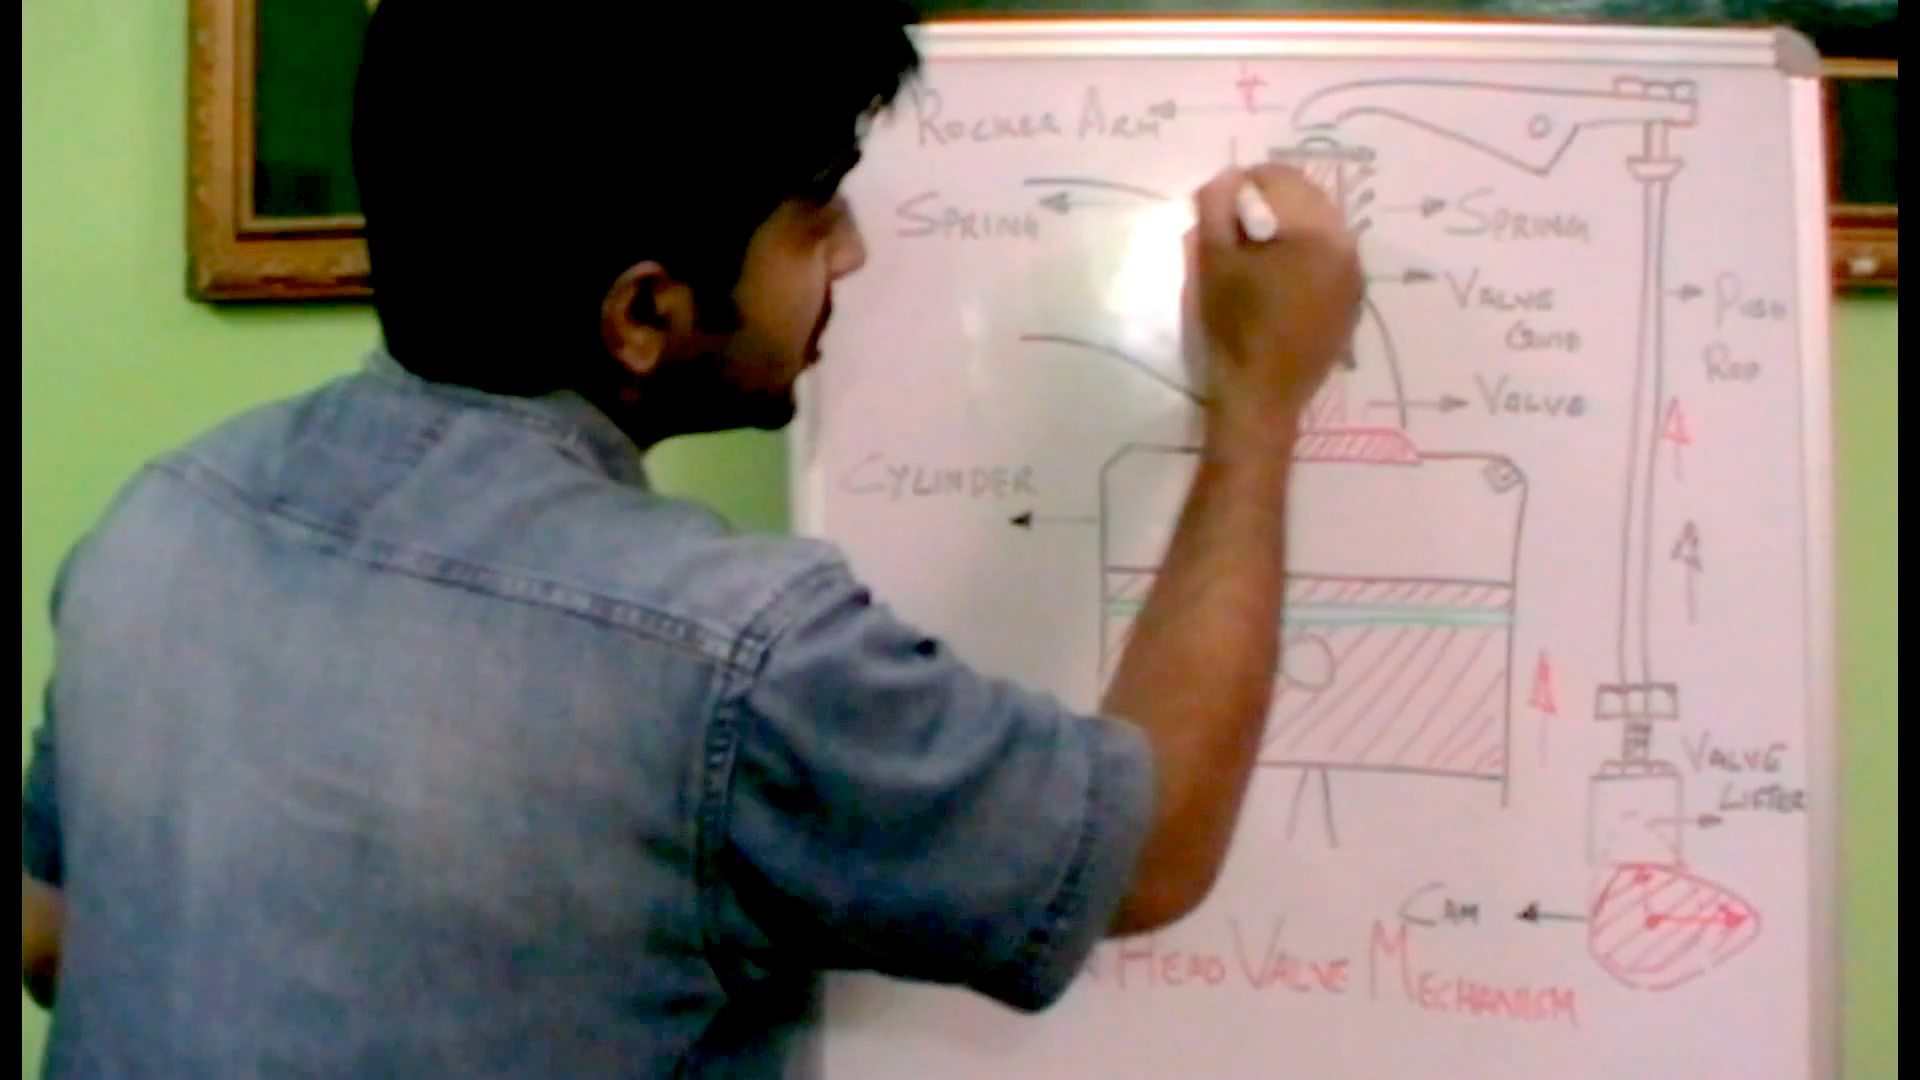 ROCKER ARM
SPRING
SPRING
VALVE
GUID
PUSH
ROD
VALVE
CYLINDER
VALVE
LIFTER
CAM
HEAD VALVE MECHANISM